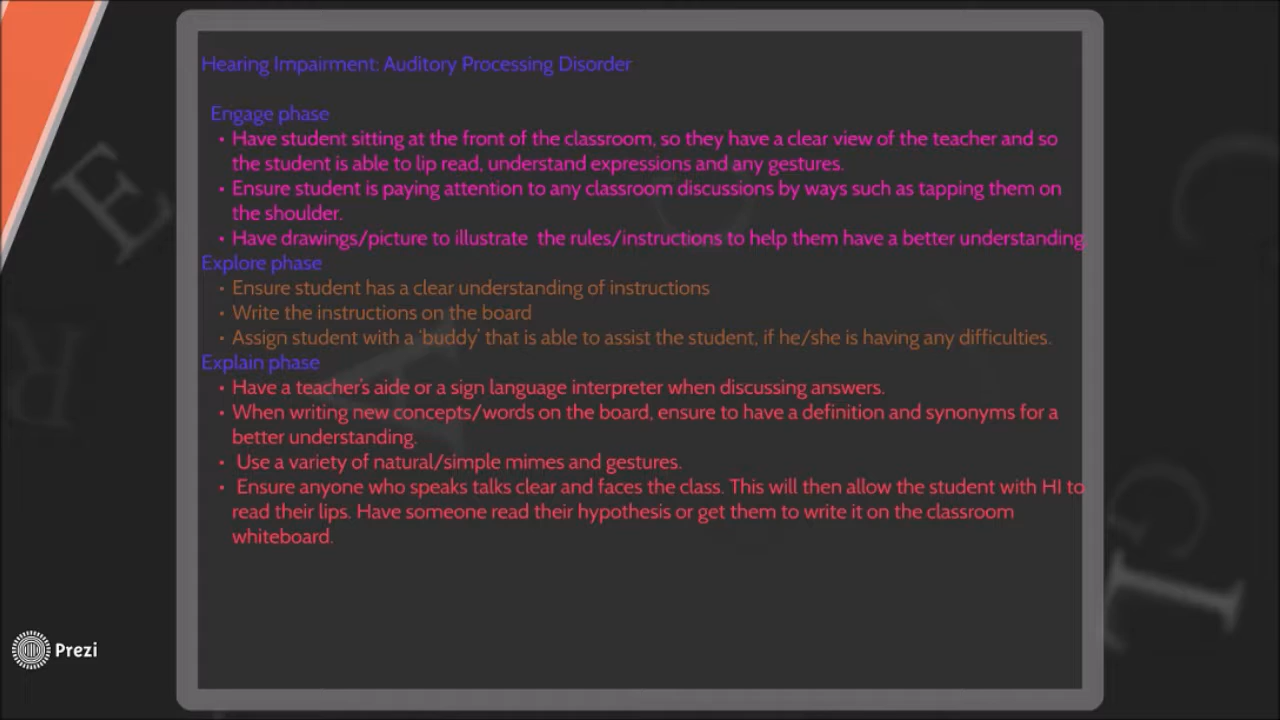 Hearing Impairment: Auditory Processing Disorder
Engage phase
• Have student sitting at the front of the classroom, so they have a clear view of the teacher and so
the student is able to lip read, understand expressions and any gestures.
• Ensure student is paying attention to any classroom discussions by ways such as tapping them on
the shoulder.
• Have drawings/picture to illustrate the rules/instructions to help them have a better understanding
Explore phase
• Ensure student has a clear understanding of instructions
• Write the instructions on the board
• Assign student with a ‘buddy’ that is able to assist the student, if he/she is having any difficulties.
Explain phase
• Have a teacher's aide or a sign language interpreter when discussing answers.
• When writing new concepts/words on the board, ensure to have a definition and synonyms for a
better understanding.
• Use a variety of natural/simple mimes and gestures.
• Ensure anyone who speaks talks clear and faces the class. This will then allow the student with HI to
read their lips. Have someone read their hypothesis or get them to write it on the classroom
whiteboard.
Prezi